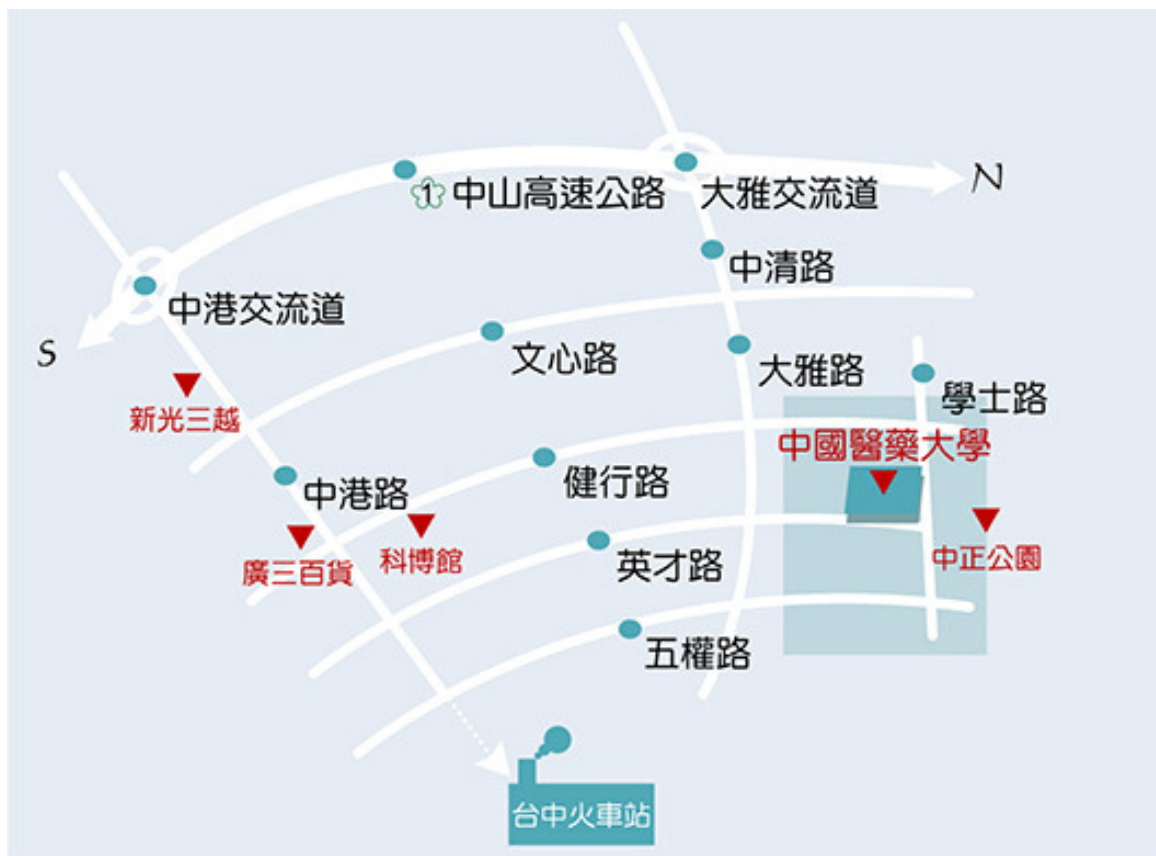 N
1 中山高速公路
大雅交流道
中清路
中港交流道
S
文心路
大雅路
新光三越
學士路
中國醫藥大學
健行路
中港路
科博館
廣三百貨
中正公園
英才路
五權路
台中火車站